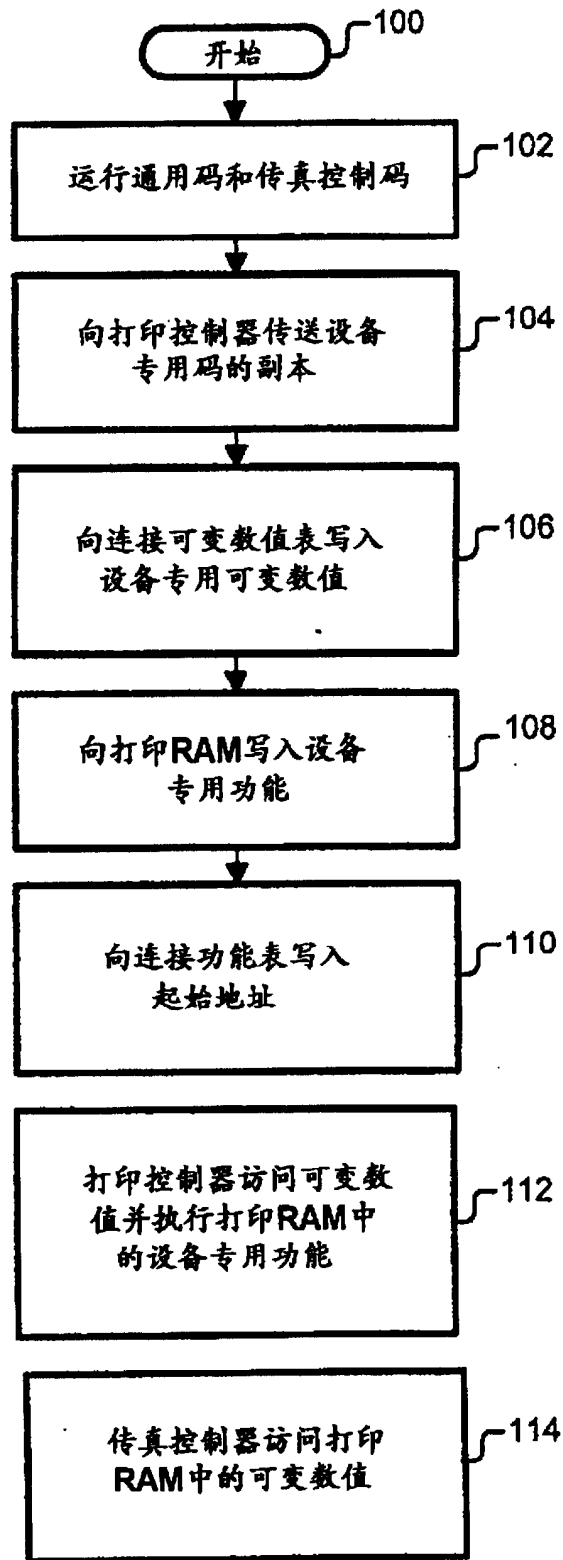 开始
100
运行通用码和传真控制码
102
向打印控制器传送设备
专用码的副本
104
向连接可变数值表写入
设备专用可变数值
106
向打印RAM写入设备
专用功能
108
向连接功能表写入
起始地址
110
打印控制器访问可变数
值并执行打印RAM中
的设备专用功能
112
传真控制器访问打印
RAM中的可变数值
114